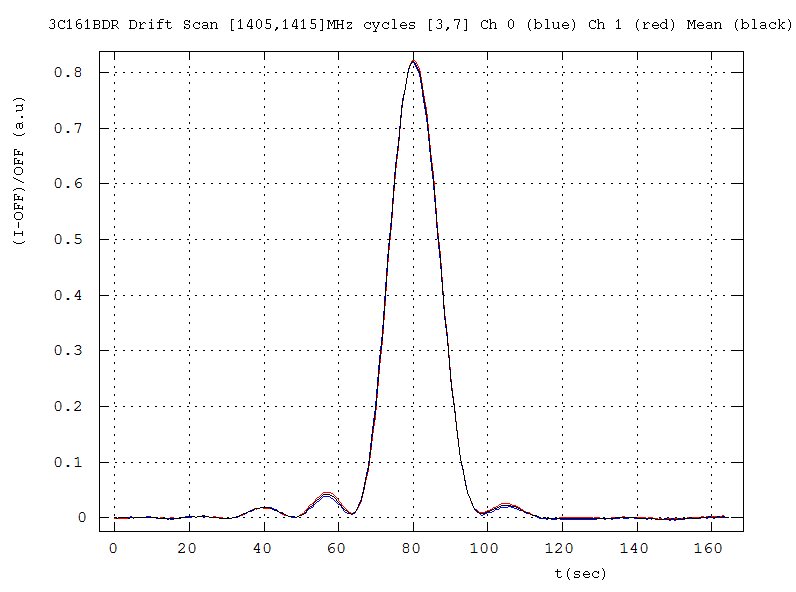 3C161BDR Drift Scan [1405,1415]MHz cycles [3,7] Ch 0 (blue) Ch 1 (red) Mean (black)
(I-OFF)/OFF (a.u)
0.8
0.7
0.6
0.5
0.4
0.3
0.2
0.1
0
0 20 40 60 80 100 120 140 160
t(sec)